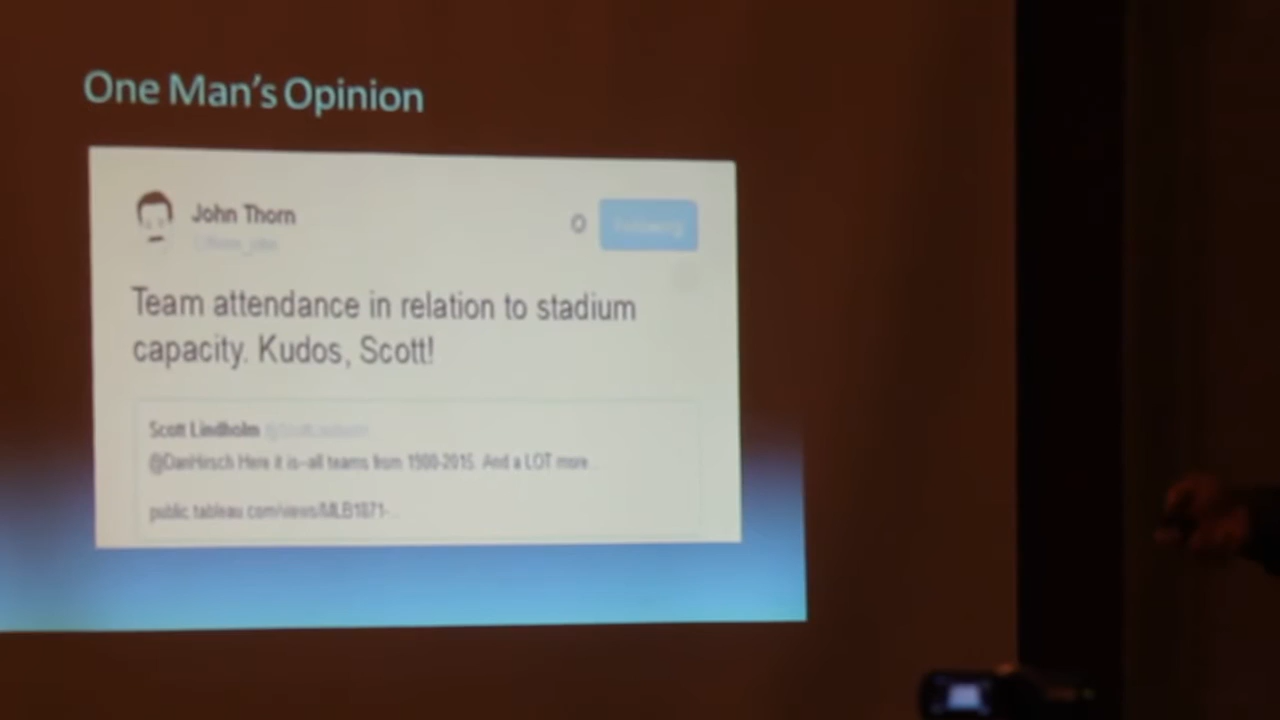 One Man's Opinion
John Thorn
Following
Team attendance in relation to stadium
capacity. Kudos, Scott!
Scott Lindholm
@DanHirsch Here it is--all teams from 1900-2015. And a LOT more...
public.tableau.com/views/MLB1871-...